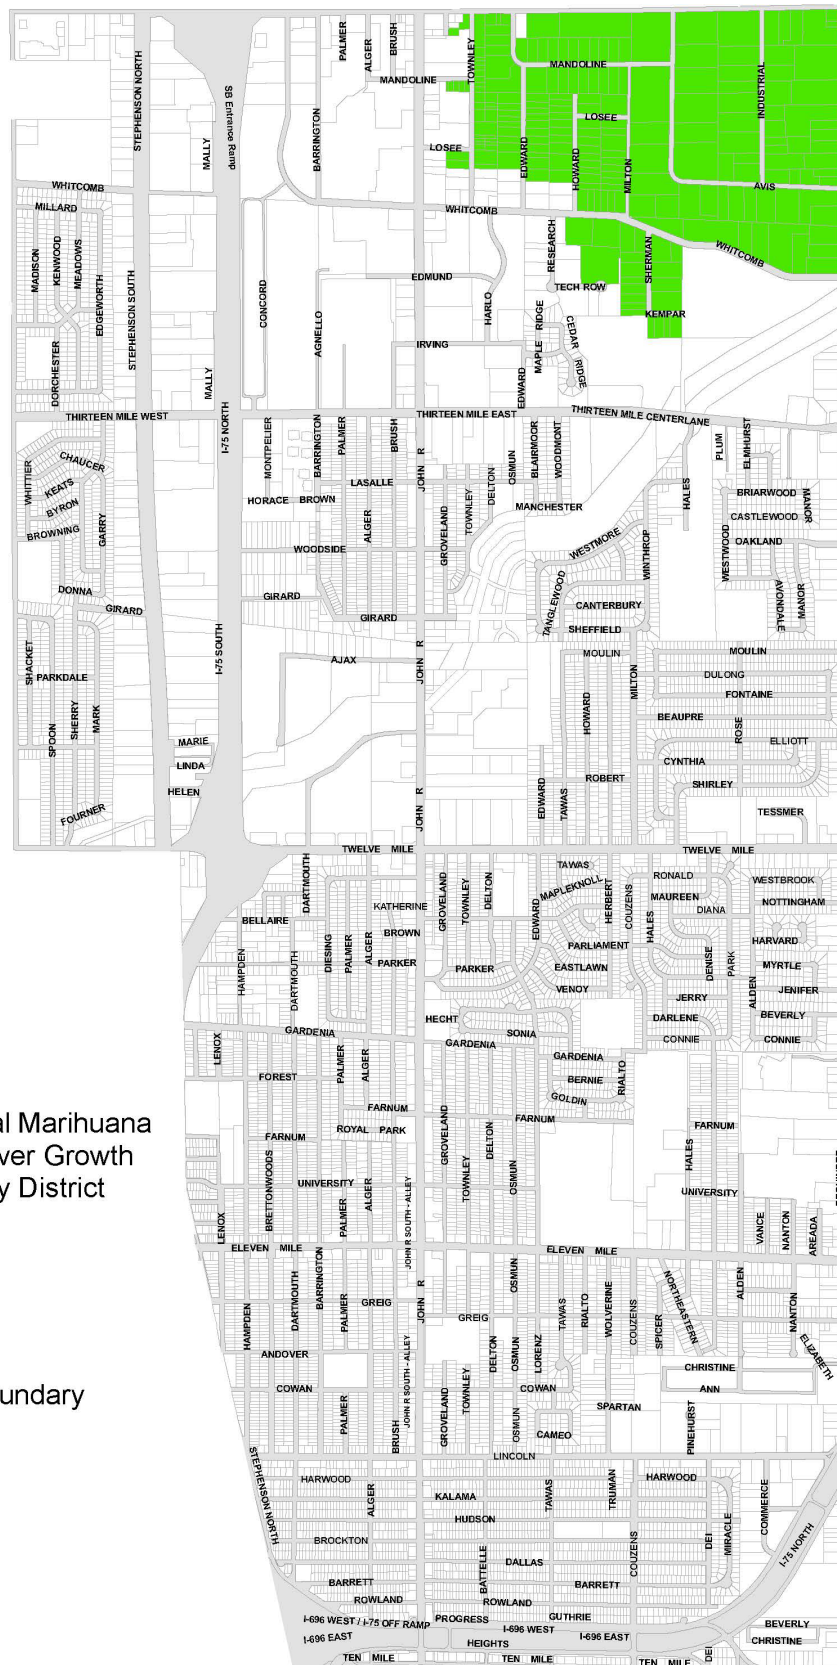 PALMER
ALGER
BRUSH
TOWNLEY
MANDOLINE
MANDOLINE
INDUSTRIAL
STEPHENSON NORTH
SB Entrance Ramp
MALLY
BARRINGTON
LOSEE
LOSEE
EDWARD
HOWARD
MILTON
AVIS
WHITCOMB
WHITCOMB
WHITCOMB
MILLARD
MADISON
KENWOOD
MEADOWS
EDGEWORTH
STEPHENSON SOUTH
CONCORD
AGNELLO
EDMUND
HARLO
RESEARCH
TECH ROW
SHERMAN
KEMPAR
DORCHESTER
MALLY
IRVING
EDWARD
MAPLE RIDGE
CEDAR RIDGE
THIRTEEN MILE WEST
I-75 NORTH
THIRTEEN MILE EAST
THIRTEEN MILE CENTERLANE
MONTPELIER
BARRINGTON
PALMER
BRUSH
JOHN R
OSMUN
BLAIRMOOR
WOODMONT
PLUM
ELMHURST
WHITTIER
CHAUCER
KEATS
BYRON
BROWNING
GARRY
LASALLE
HORACE BROWN
ALGER
GROVELAND
TOWNLEY
DELTON
MANCHESTER
HALES
BRIARWOOD
MANOR
CASTLEWOOD
OAKLAND
WESTWOOD
WOODSIDE
WESTMORE
WINTHROP
DONNA
GIRARD
GIRARD
GIRARD
TANGLEWOOD
CANTERBURY
SHEFFIELD
AVONDALE
MANOR
SHACKET
PARKDALE
SPOON
SHERRY
MARK
I-75 SOUTH
AJAX
JOHN R
MOULIN
MOULIN
MILTON
DULONG
FONTAINE
HOWARD
BEAUPRE
ROSE
ELLIOTT
MARIE
LINDA
HELEN
CYNTHIA
ROBERT
SHIRLEY
FOURNER
JOHN R
EDWARD
TAWAS
TESSMER
TWELVE MILE
TWELVE MILE
DARTMOUTH
KATHERINE
GROVELAND
TOWNLEY
DELTON
TAWAS
MAPLEKNOLL
HERBERT
COUZENS
RONALD
MAUREEN
DIANA
WESTBROOK
NOTTINGHAM
BELLAIRE
BROWN
EDWARD
HALES
PARLIAMENT
HARVARD
HAMPDEN
DARTMOUTH
DIESING
PALMER
ALGER
PARKER
PARKER
EASTLAWN
VENOY
DENISE
PARK
MYRTLE
ALDEN
JENIFER
JERRY
DARLENE
BEVERLY
CONNIE
CONNIE
HECHT
SONIA
GARDENIA
GARDENIA
GARDENIA
LENOX
PALMER
ALGER
BERNIE
RIALTO
GOLDIN
FOREST
FARNUM
FARNUM
FARNUM
FARNUM
ROYAL PARK
GROVELAND
TOWNLEY
DELTON
OSMUN
HALES
al Marihuana
ver Growth
y District
BRETTONWOODS
UNIVERSITY
UNIVERSITY
LENOX
PALMER
ALGER
JOHN R SOUTH - ALLEY
VANCE
NANTON
AREADA
ELEVEN MILE
ELEVEN MILE
HAMPDEN
DARTMOUTH
BARRINGTON
PALMER
GREIG
JOHN R
GREIG
OSMUN
TAWAS
RIALTO
WOLVERINE
COUZENS
SPICER
NORTHEASTERN
ALDEN
NANTON
ELIZABETH
ANDOVER
COWAN
JOHN R SOUTH - ALLEY
DELTON
OSMUN
LORENZ
COWAN
CHRISTINE
ANN
undary
PALMER
BRUSH
GROVELAND
TOWNLEY
OSMUN
CAMEO
SPARTAN
PINEHURST
LINCOLN
STEPHENSON NORTH
HARWOOD
HARWOOD
ALGER
KALAMA
TAWAS
TRUMAN
COMMERCE
HUDSON
BROCKTON
BATTELLE
DALLAS
COUZENS
DEI
MIRACLE
I-75 NORTH
BARRETT
BARRETT
ROWLAND
ROWLAND
I-696 WEST / I-75 OFF RAMP
PROGRESS
GUTHRIE
I-696 EAST
I-696 WEST
I-696 EAST
HEIGHTS
BEVERLY
CHRISTINE
TEN MILE
TEN MILE
TEN MILE
DEI